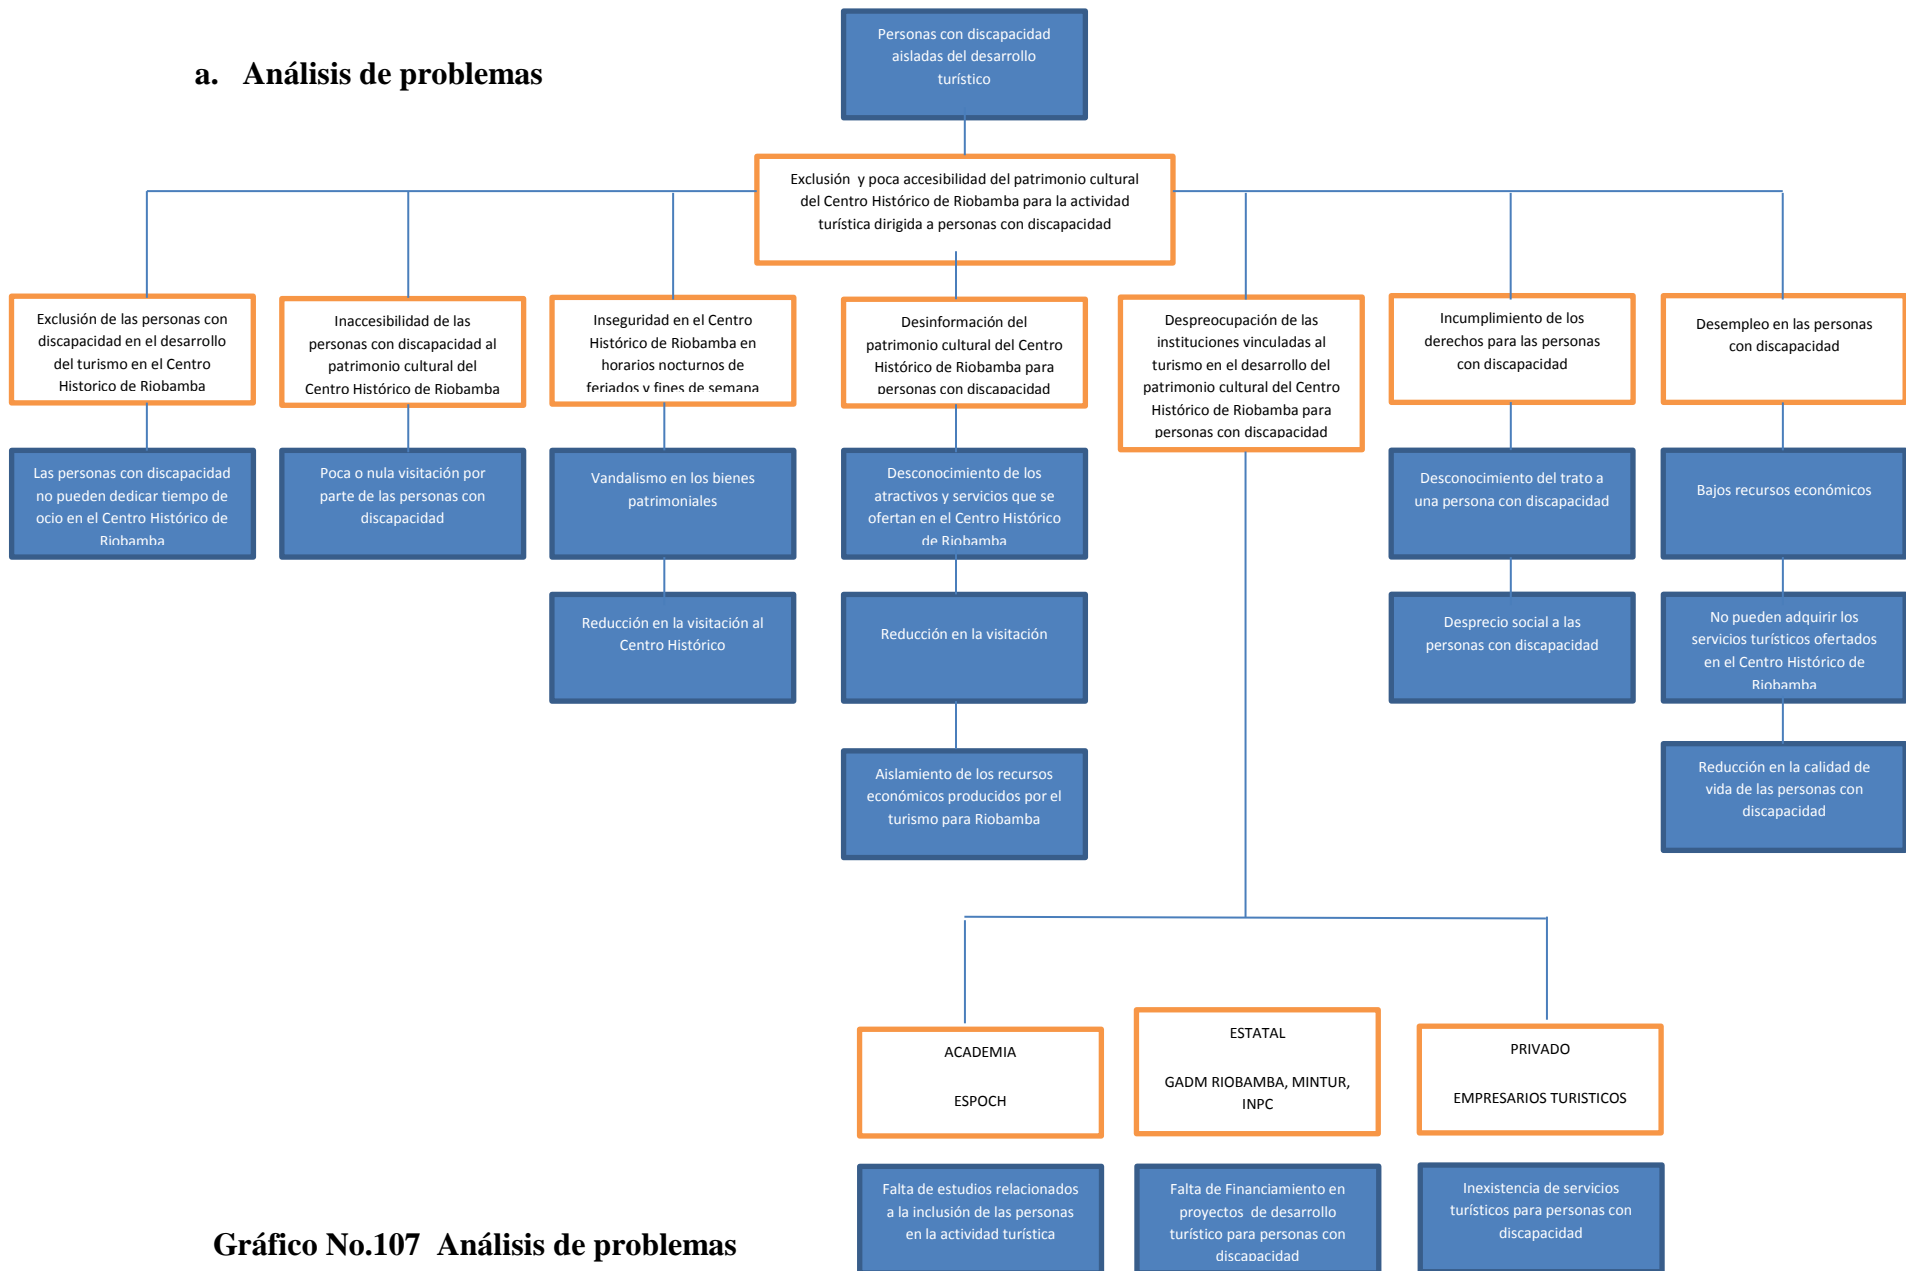 Personas con discapacidad
aisladas del desarrollo
turístico
a. Análisis de problemas
Exclusión y poca accesibilidad del patrimonio cultural
del Centro Histórico de Riobamba para la actividad
turística dirigida a personas con discapacidad
Exclusión de las personas con
discapacidad en el desarrollo
del turismo en el Centro
Historico de Riobamba
Inaccesibilidad de las
personas con discapacidad al
patrimonio cultural del
Centro Histórico de Riobamba
Inseguridad en el Centro
Histórico de Riobamba en
horarios nocturnos de
feriados y fines de semana
Desinformación del
patrimonio cultural del Centro
Histórico de Riobamba para
personas con discapacidad
Despreocupación de las
instituciones vinculadas al
turismo en el desarrollo del
patrimonio cultural del Centro
Histórico de Riobamba para
personas con discapacidad
Incumplimiento de los
derechos para las personas
con discapacidad
Desempleo en las personas
con discapacidad
Las personas con discapacidad
no pueden dedicar tiempo de
ocio en el Centro Histórico de
Riobamba
Poca o nula visitación por
parte de las personas con
discapacidad
Vandalismo en los bienes
patrimoniales
Desconocimiento de los
atractivos y servicios que se
ofertan en el Centro Histórico
de Riobamba
Desconocimiento del trato a
una persona con discapacidad
Bajos recursos económicos
Reducción en la visitación al
Centro Histórico
Reducción en la visitación
Desprecio social a las
personas con discapacidad
No pueden adquirir los
servicios turísticos ofertados
en el Centro Histórico de
Riobamba
Aislamiento de los recursos
económicos producidos por el
turismo para Riobamba
Reducción en la calidad de
vida de las personas con
discapacidad
ACADEMIA
ESPOCH
ESTATAL
GADM RIOBAMBA, MINTUR,
INPC
PRIVADO
EMPRESARIOS TURISTICOS
Falta de estudios relacionados
a la inclusión de las personas
en la actividad turística
Falta de Financiamiento en
proyectos de desarrollo
turístico para personas con
discapacidad
Inexistencia de servicios
turísticos para personas con
discapacidad
Gráfico No.107 Análisis de problemas